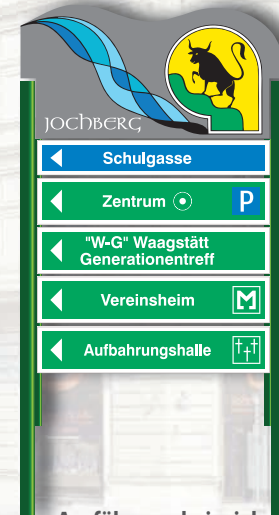 JOCHBERG
Schulgasse
Zentrum P
"W-G" Waagstätt
Generationentreff
Vereinsheim M
Aufbahrungshalle